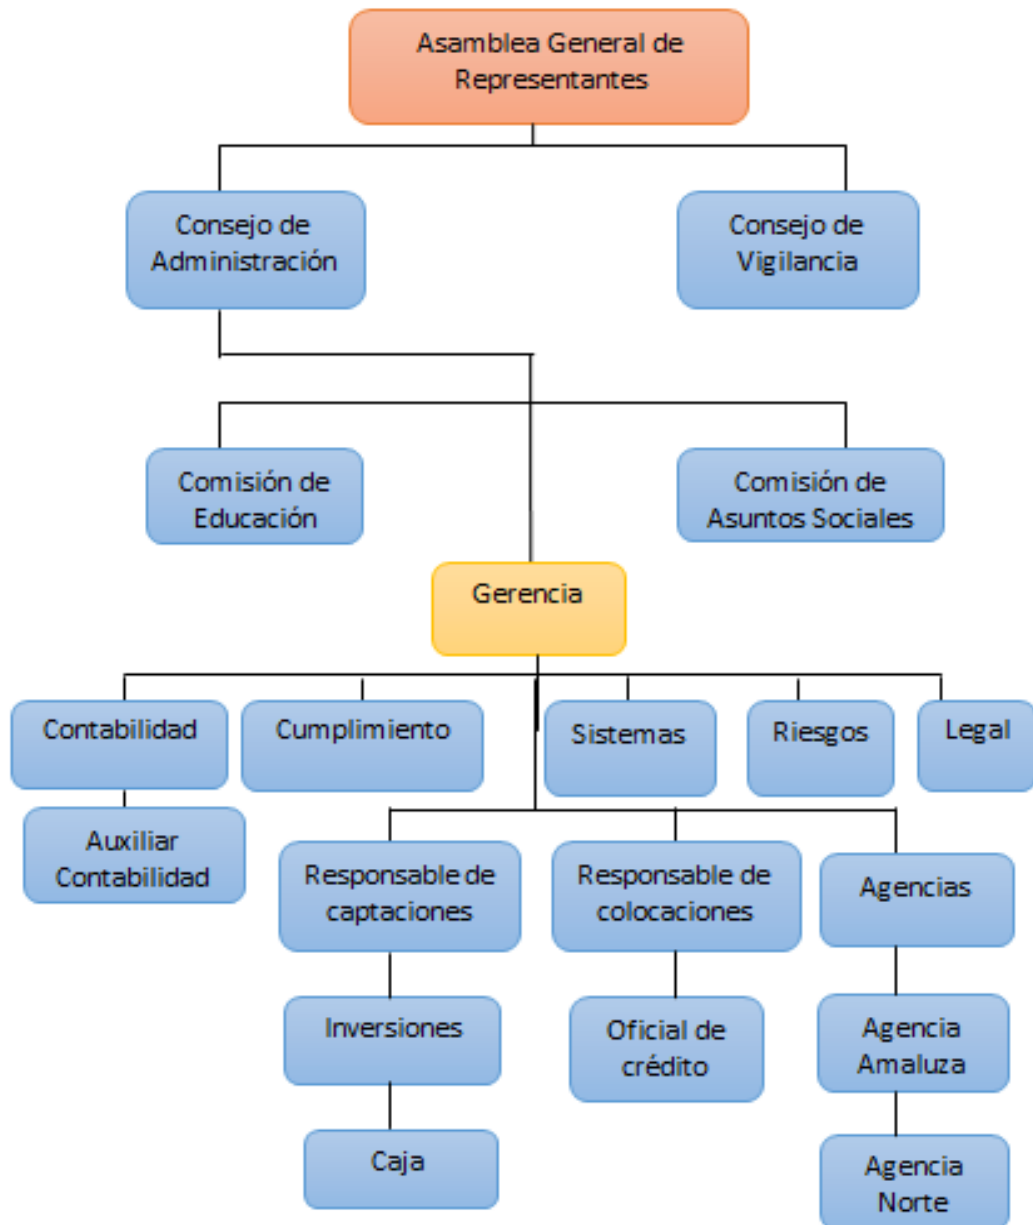 Asamblea General de
Representantes
Consejo de
Administración
Consejo de
Vigilancia
Comisión de
Educación
Comisión de
Asuntos Sociales
Gerencia
Contabilidad
Cumplimiento
Sistemas
Riesgos
Legal
Auxiliar
Contabilidad
Responsable de
captaciones
Responsable de
colocaciones
Agencias
Inversiones
Oficial de
crédito
Agencia
Amaluza
Caja
Agencia
Norte